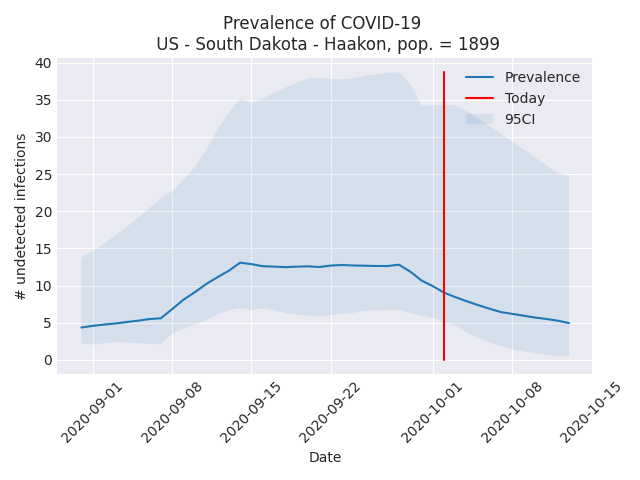 Prevalence of COVID-19
US - South Dakota - Haakon, pop. = 1899
# undetected infections
40
35
30
25
20
15
10
5
0
Prevalence
Today
95CI
2020-09-01
2020-09-08
2020-09-15
2020-09-22
2020-10-01
2020-10-08
2020-10-15
Date